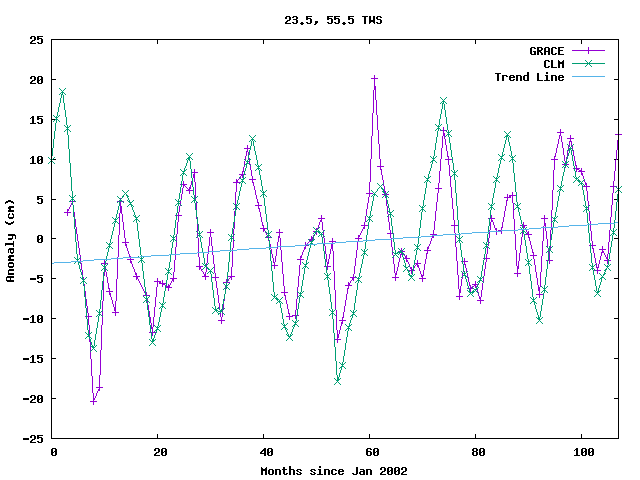 23.5, 55.5 TWS
GRACE
CLM
Trend Line
25
20
15
10
5
0
-5
-10
-15
-20
-25
Anomaly (cm)
0 20 40 60 80 100
Months since Jan 2002